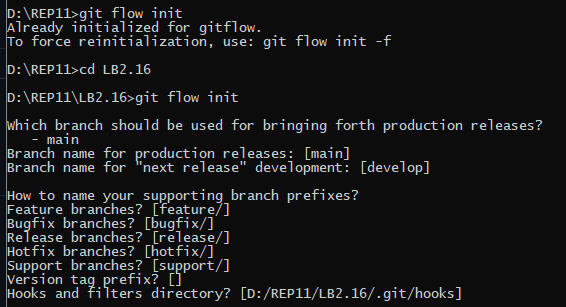 D:\REP11>git flow init
Already initialized for gitflow.
To force reinitialization, use: git flow init -f
D:\REP11>cd LB2.16
D:\REP11\LB2.16>git flow init
Which branch should be used for bringing forth production releases?
- main
Branch name for production releases: [main]
Branch name for "next release" development: [develop]
How to name your supporting branch prefixes?
Feature branches? [feature/]
Bugfix branches? [bugfix/]
Release branches? [release/]
Hotfix branches? [hotfix/]
Support branches? [support/]
Version tag prefix? []
Hooks and filters directory? [D:/REP11/LB2.16/.git/hooks]